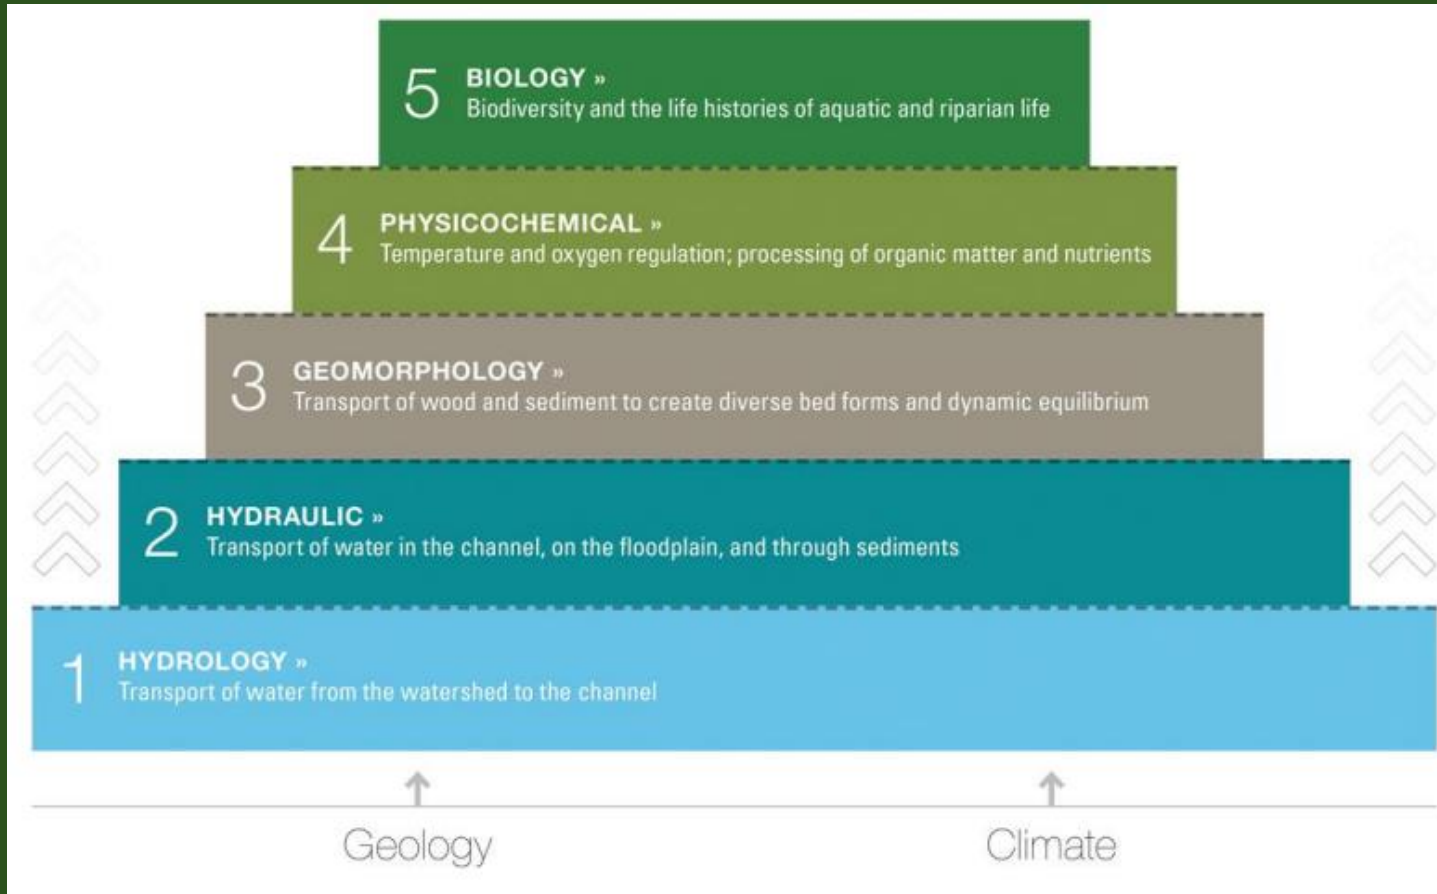 5
BIOLOGY »
Biodiversity and the life histories of aquatic and riparian life
4
PHYSICOCHEMICAL »
Temperature and oxygen regulation; processing of organic matter and nutrients
3
GEOMORPHOLOGY »
Transport of wood and sediment to create diverse bed forms and dynamic equilibrium
2
HYDRAULIC »
Transport of water in the channel, on the floodplain, and through sediments
1
HYDROLOGY »
Transport of water from the watershed to the channel
Geology
Climate